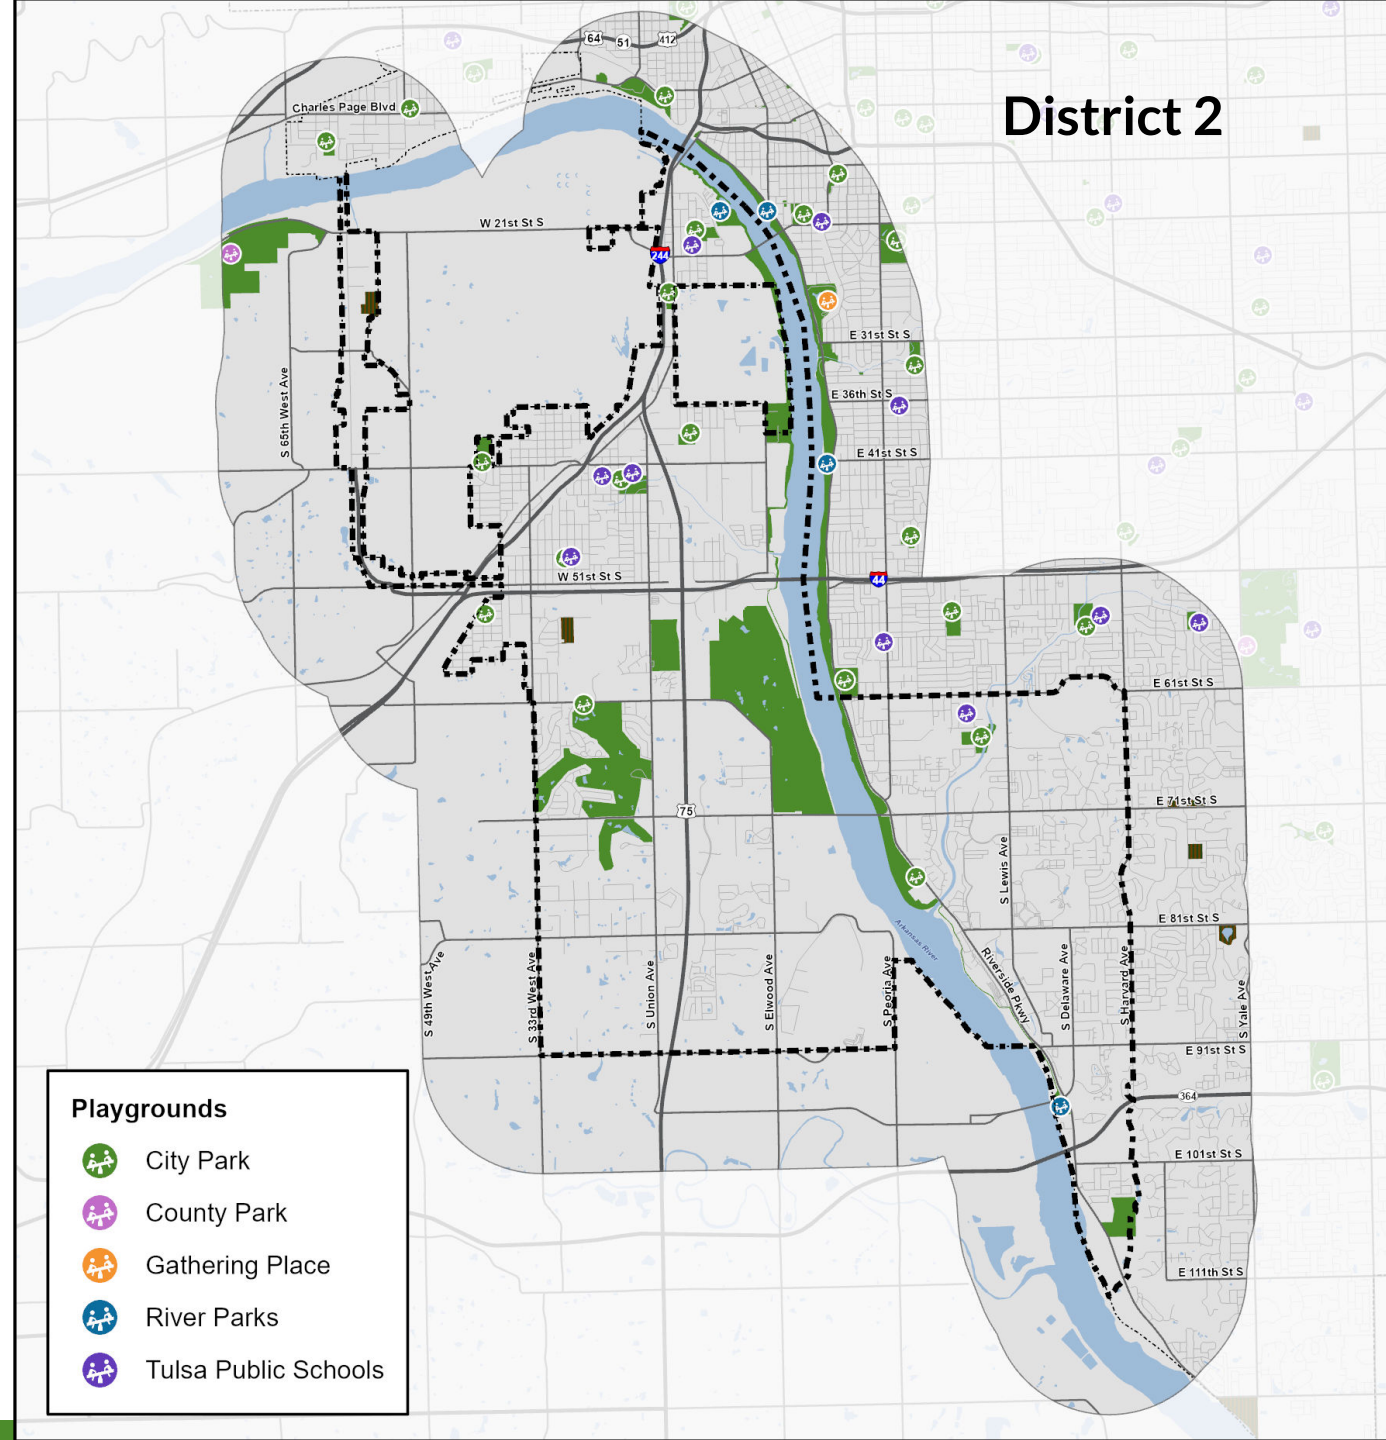 64
51
412
District 2
Charles Page Blvd
W 21st St S
244
E 31st St S
S 65th West Ave
E 36th St S
E 41st St S
W 51st St S
44
E 61st St S
75
E 71st St S
S Lewis Ave
E 81st St S
Arkansas River
S 49th West Ave
S 33rd West Ave
S Union Ave
S Elwood Ave
S Peoria Ave
Riverside Pkwy
S Delaware Ave
S Harvard Ave
S Yale Ave
E 91st St S
364
E 101st St S
E 111th St S
Playgrounds
City Park
County Park
Gathering Place
River Parks
Tulsa Public Schools